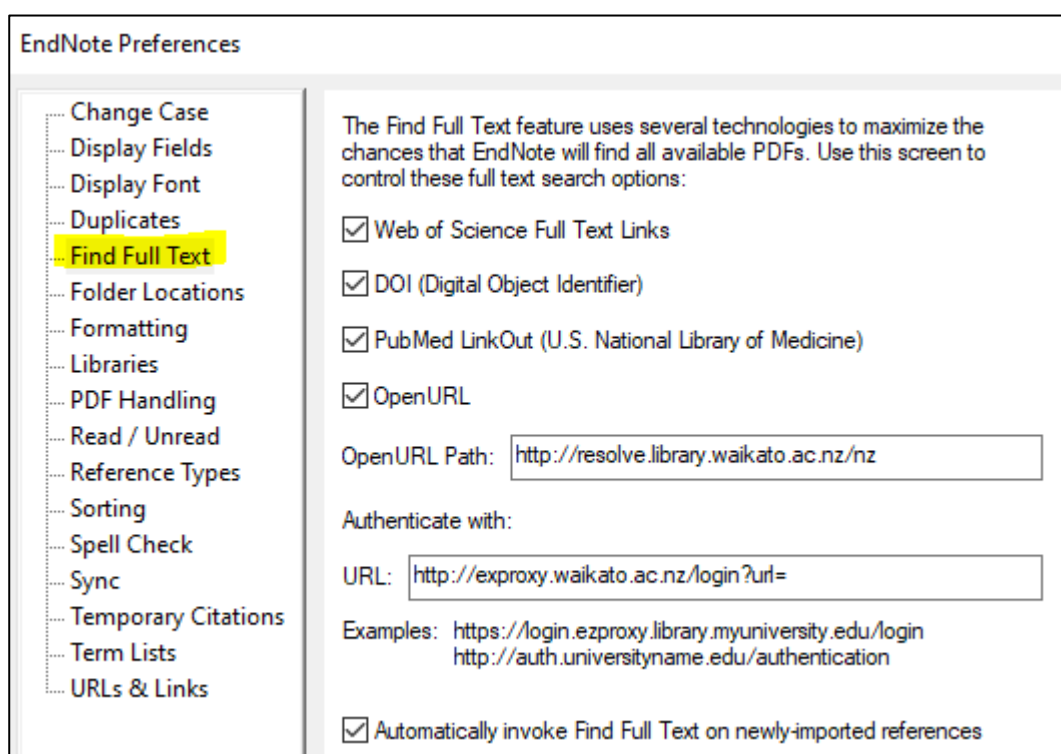 EndNote Preferences
Change Case
Display Fields
Display Font
Duplicates
Find Full Text
Folder Locations
Formatting
Libraries
PDF Handling
Read / Unread
Reference Types
Sorting
Spell Check
Sync
Temporary Citations
Term Lists
URLs & Links
The Find Full Text feature uses several technologies to maximize the
chances that EndNote will find all available PDFs. Use this screen to
control these full text search options:
Web of Science Full Text Links
DOI (Digital Object Identifier)
PubMed LinkOut (U.S. National Library of Medicine)
OpenURL
OpenURL Path: http://resolve.library.waikato.ac.nz/nz
Authenticate with:
URL: http://exproxy.waikato.ac.nz/login?url=
Examples: https://login.ezproxy.library.myuniversity.edu/login
http://auth.universityname.edu/authentication
Automatically invoke Find Full Text on newly-imported references